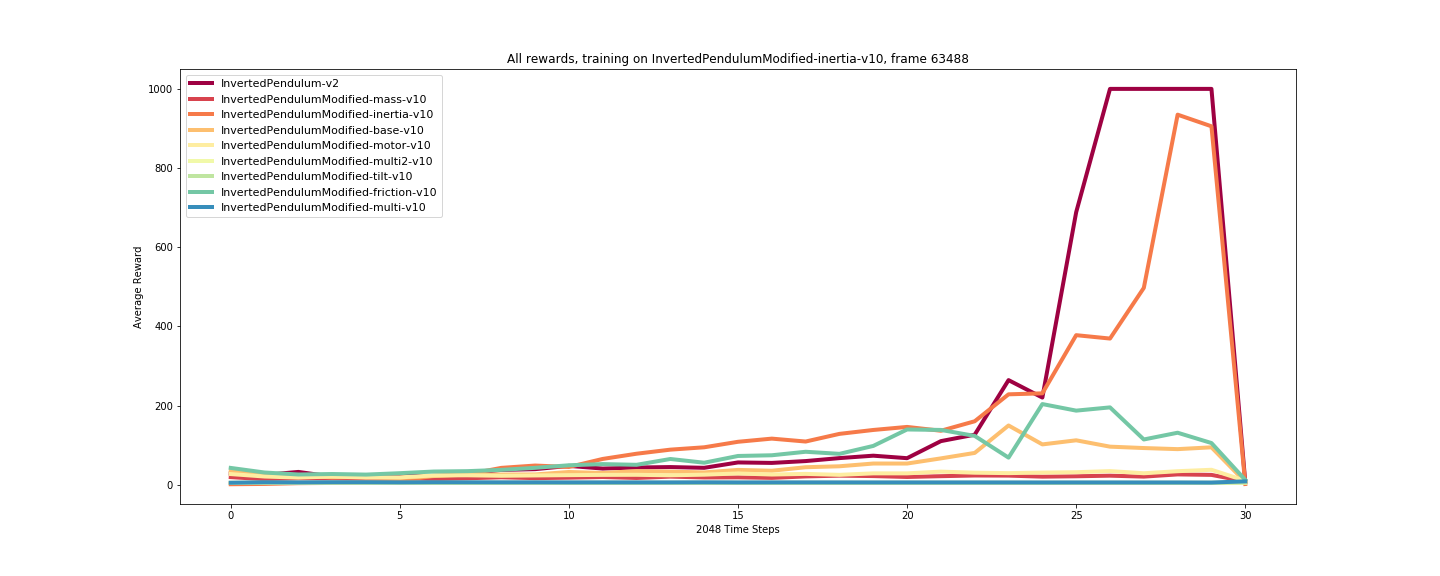 All rewards, training on InvertedPendulumModified-inertia-v10, frame 63488
InvertedPendulum-v2
InvertedPendulumModified-mass-v10
InvertedPendulumModified-inertia-v10
InvertedPendulumModified-base-v10
InvertedPendulumModified-motor-v10
InvertedPendulumModified-multi2-v10
InvertedPendulumModified-tilt-v10
InvertedPendulumModified-friction-v10
InvertedPendulumModified-multi-v10
1000
800
600
400
200
0
Average Reward
0 5 10 15 20 25 30
2048 Time Steps